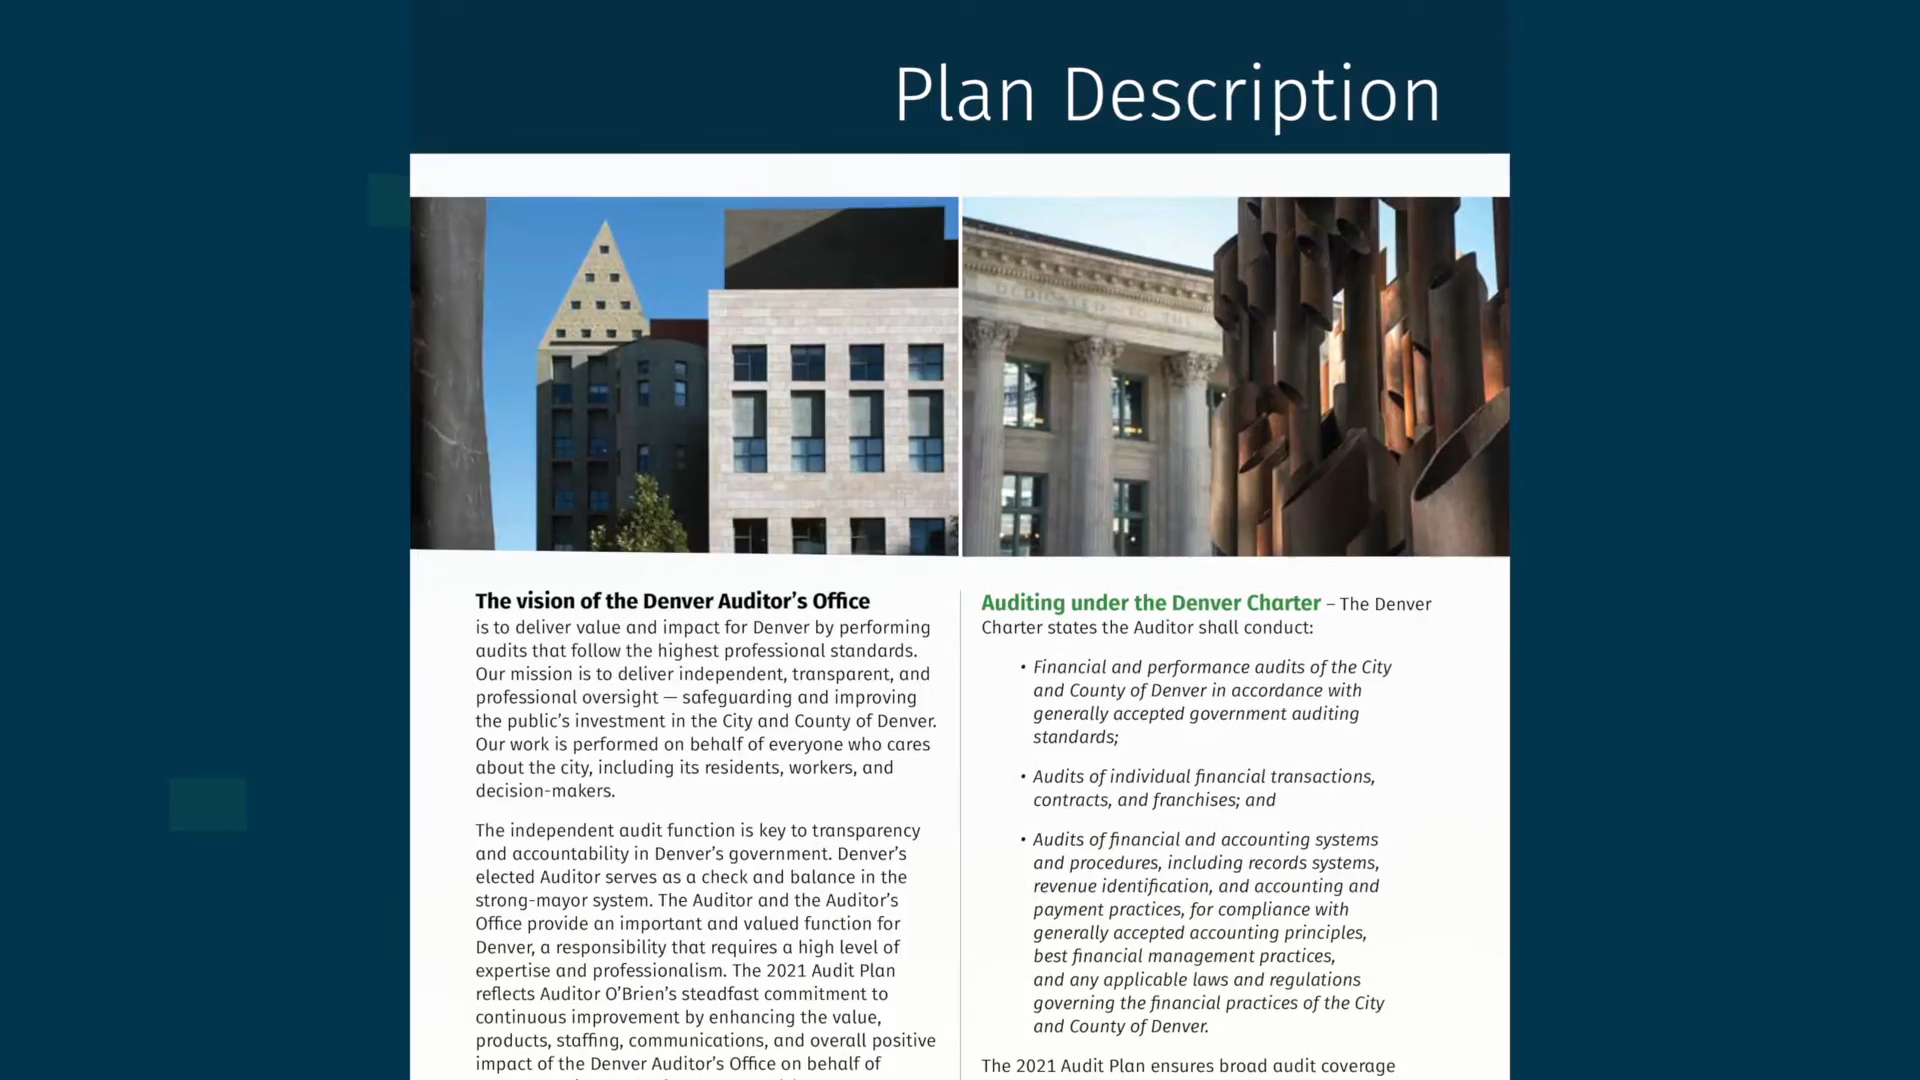 Plan Description
DEDICATED TO THE
The vision of the Denver Auditor’s Office
is to deliver value and impact for Denver by performing
audits that follow the highest professional standards.
Our mission is to deliver independent, transparent, and
professional oversight — safeguarding and improving
the public’s investment in the City and County of Denver.
Our work is performed on behalf of everyone who cares
about the city, including its residents, workers, and
decision-makers.
The independent audit function is key to transparency
and accountability in Denver’s government. Denver’s
elected Auditor serves as a check and balance in the
strong-mayor system. The Auditor and the Auditor’s
Office provide an important and valued function for
Denver, a responsibility that requires a high level of
expertise and professionalism. The 2021 Audit Plan
reflects Auditor O’Brien’s steadfast commitment to
continuous improvement by enhancing the value,
products, staffing, communications, and overall positive
impact of the Denver Auditor’s Office on behalf of
Auditing under the Denver Charter – The Denver
Charter states the Auditor shall conduct:
• Financial and performance audits of the City
and County of Denver in accordance with
generally accepted government auditing
standards;
• Audits of individual financial transactions,
contracts, and franchises; and
• Audits of financial and accounting systems
and procedures, including records systems,
revenue identification, and accounting and
payment practices, for compliance with
generally accepted accounting principles,
best financial management practices,
and any applicable laws and regulations
governing the financial practices of the City
and County of Denver.
The 2021 Audit Plan ensures broad audit coverage